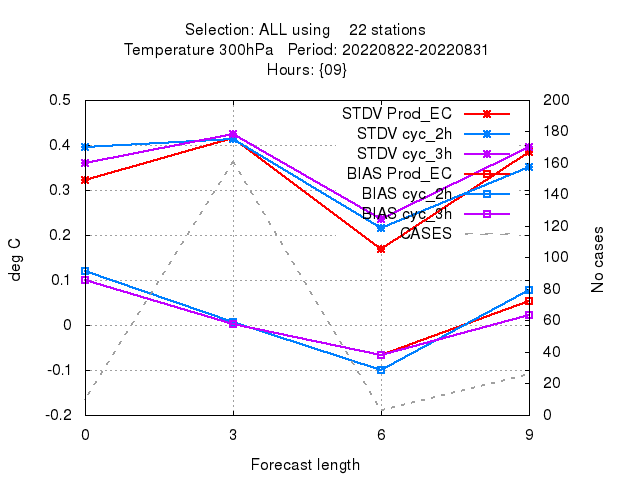 Selection: ALL using 22 stations
Temperature 300hPa Period: 20220822-20220831
Hours: {09}
0.5
0.4
0.3
0.2
0.1
0
-0.1
-0.2
deg C
STDV Prod_EC
STDV cyc_2h
STDV cyc_3h
BIAS Prod_EC
BIAS cyc_2h
BIAS cyc_3h
CASES
200
180
160
140
120
100
80
60
40
20
0
No cases
0 3 6 9
Forecast length